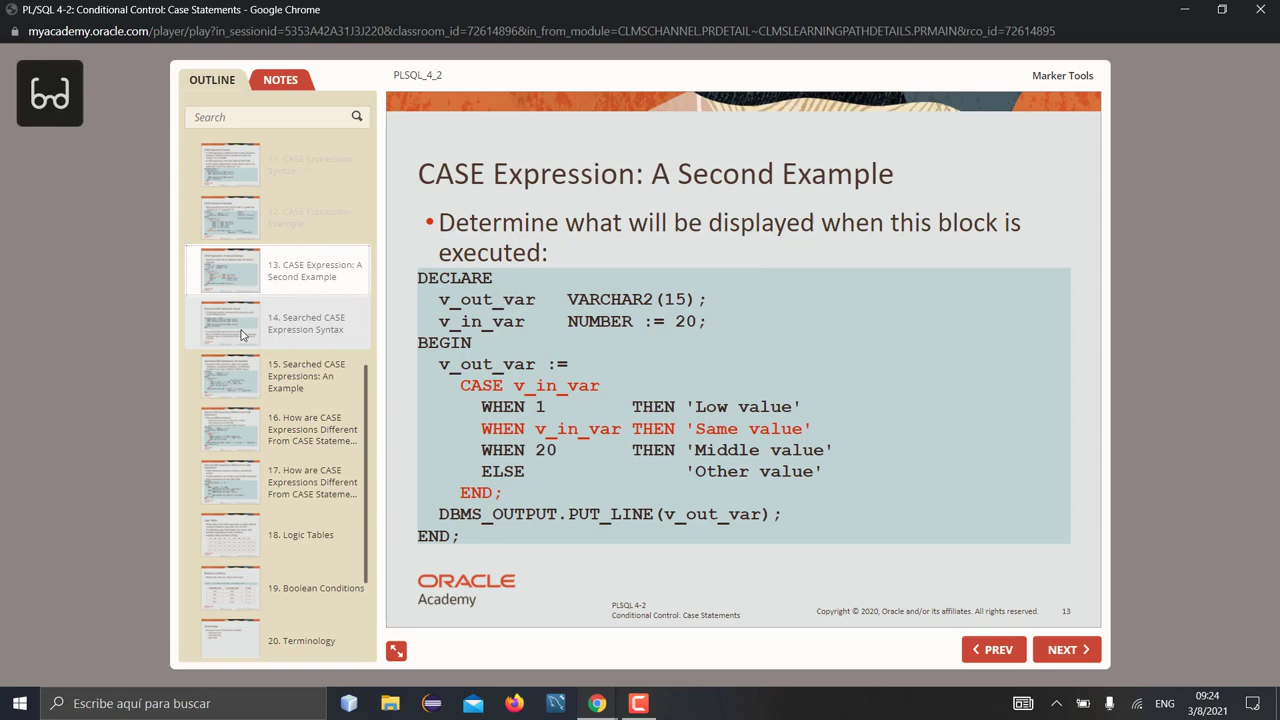 PL/SQL 4-2: Conditional Control: Case Statements - Google Chrome
myacademy.oracle.com/player/play?in_sessionid=5353A42A31J3J220&classroom_id=72614896&in_from_module=CLMSCHANNEL.PRDETAIL~CLMSLEARNINGPATHDETAILS.PRMAIN&rco_id=72614895
OUTLINE
NOTES
PLSQL_4_2
Marker Tools
Search
11. CASE Expression
Syntax
12. CASE Expression
Example
13. CASE Expression: A
Second Example
14. Searched CASE
Expression Syntax
15. Searched CASE
Expressions: An
Example
16. How are CASE
Expressions Different
From CASE Stateme...
17. How are CASE
Expressions Different
From CASE Stateme...
18. Logic Tables
19. Boolean Conditions
20. Terminology
CASE Expression: A Second Example
• Determine what will be displayed when this block is
executed:
DECLARE
v_out_var VARCHAR2(15);
v_in_var NUMBER := 20;
BEGIN
v_out_var :=
CASE v_in_var
WHEN 1 THEN 'Low value'
WHEN v_in_var THEN 'Same value'
WHEN 20 THEN 'Middle value'
ELSE 'Other value'
END;
DBMS_OUTPUT.PUT_LINE(v_out_var);
END;
ORACLE
Academy
PLSQL 4-2
Conditional Control: Case Statements
Copyright © 2020, Oracle and/or its affiliates. All rights reserved.
13
PREV
NEXT
Escribe aquí para buscar
ENG
09:24
3/8/2021